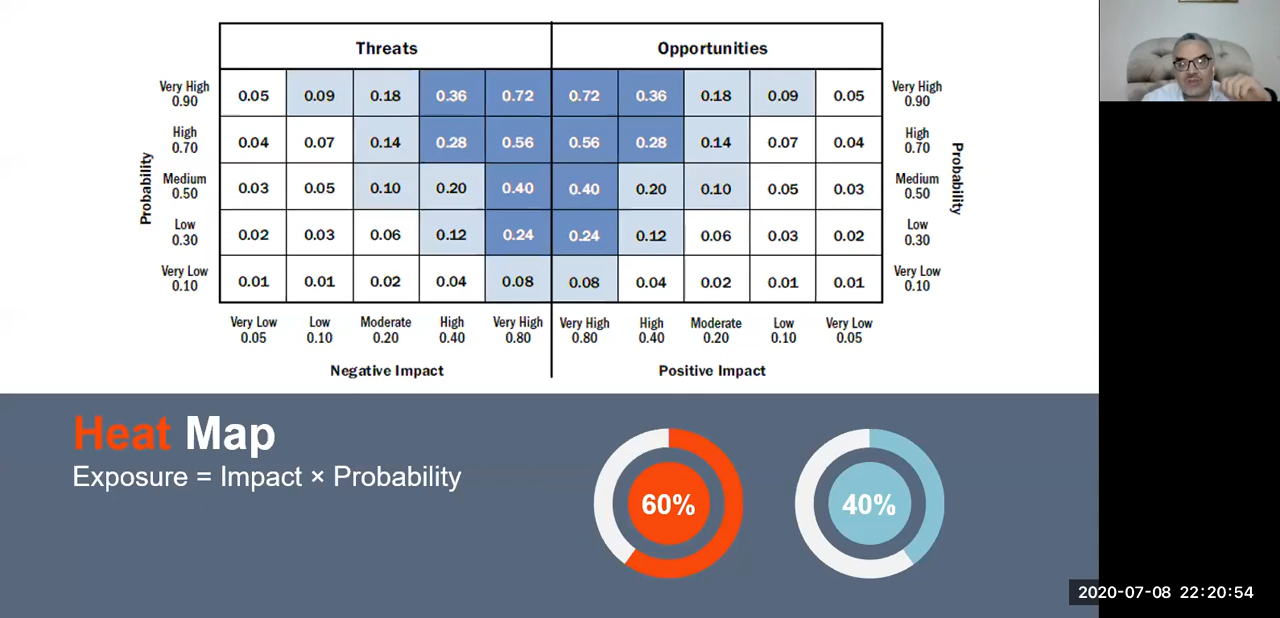 Threats Opportunities
Very High
0.90 0.05 0.09 0.18 0.36 0.72 0.72 0.36 0.18 0.09 0.05 Very High
0.90
High
0.70 0.04 0.07 0.14 0.28 0.56 0.56 0.28 0.14 0.07 0.04 High
0.70
Probability
Medium
0.50 0.03 0.05 0.10 0.20 0.40 0.40 0.20 0.10 0.05 0.03 Medium
0.50
Probability
Low
0.30 0.02 0.03 0.06 0.12 0.24 0.24 0.12 0.06 0.03 0.02 Low
0.30
Very Low
0.10 0.01 0.01 0.02 0.04 0.08 0.08 0.04 0.02 0.01 0.01 Very Low
0.10
Very Low Low Moderate High Very High Very High High Moderate Low Very Low
0.05 0.10 0.20 0.40 0.80 0.80 0.40 0.20 0.10 0.05
Negative Impact Positive Impact
Heat Map
Exposure = Impact × Probability
60% 40%
2020-07-08 22:20:54